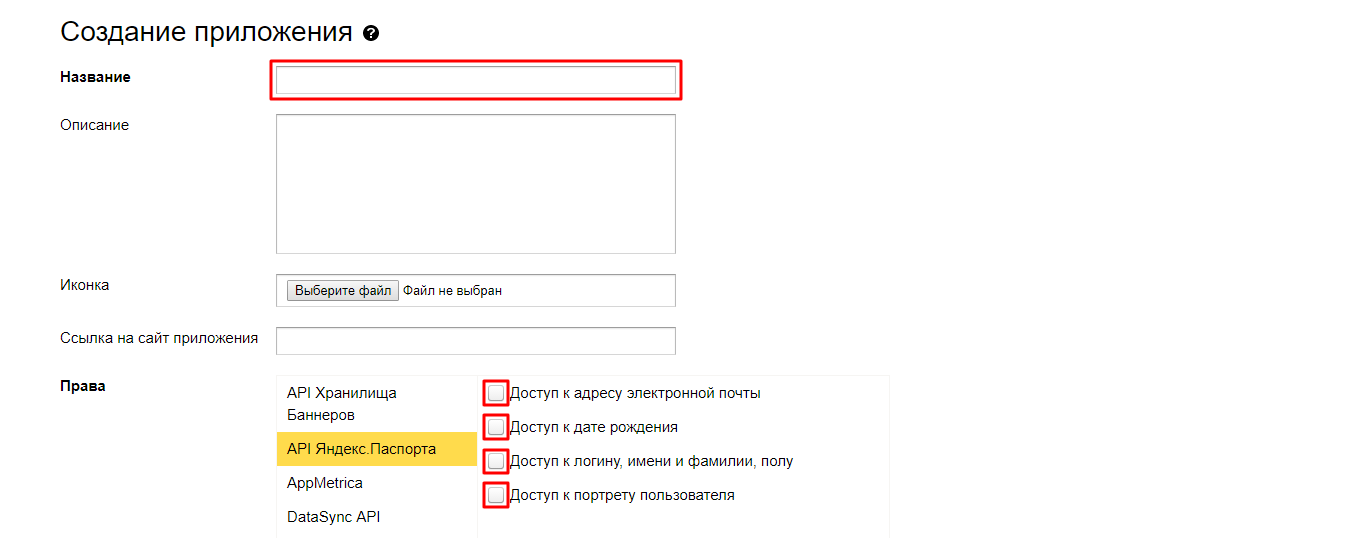 Создание приложения ?
Название
Описание
Иконка
Выберите файл Файл не выбран
Ссылка на сайт приложения
Права
API Хранилища
Баннеров
API Яндекс.Паспорта
AppMetrica
DataSync API
Доступ к адресу электронной почты
Доступ к дате рождения
Доступ к логину, имени и фамилии, полу
Доступ к портрету пользователя